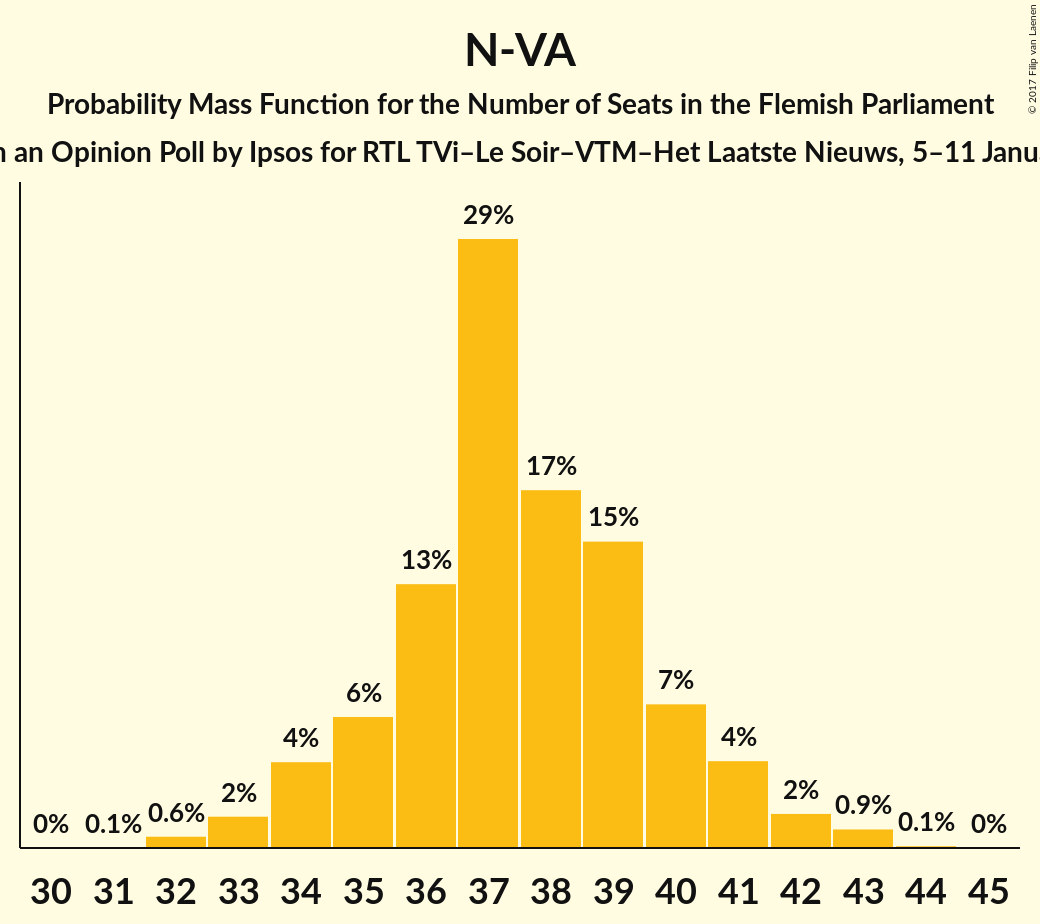 N-VA
Probability Mass Function for the Number of Seats in the Flemish Parliament
an Opinion Poll by Ipsos for RTL TVi–Le Soir–VTM–Het Laatste Nieuws, 5–11
© 2017 Filip van Laenen
0% 0.1% 0.6% 2% 4% 6% 13% 29% 17% 15% 7% 4% 2% 0.9% 0.1% 0%
30 31 32 33 34 35 36 37 38 39 40 41 42 43 44 45